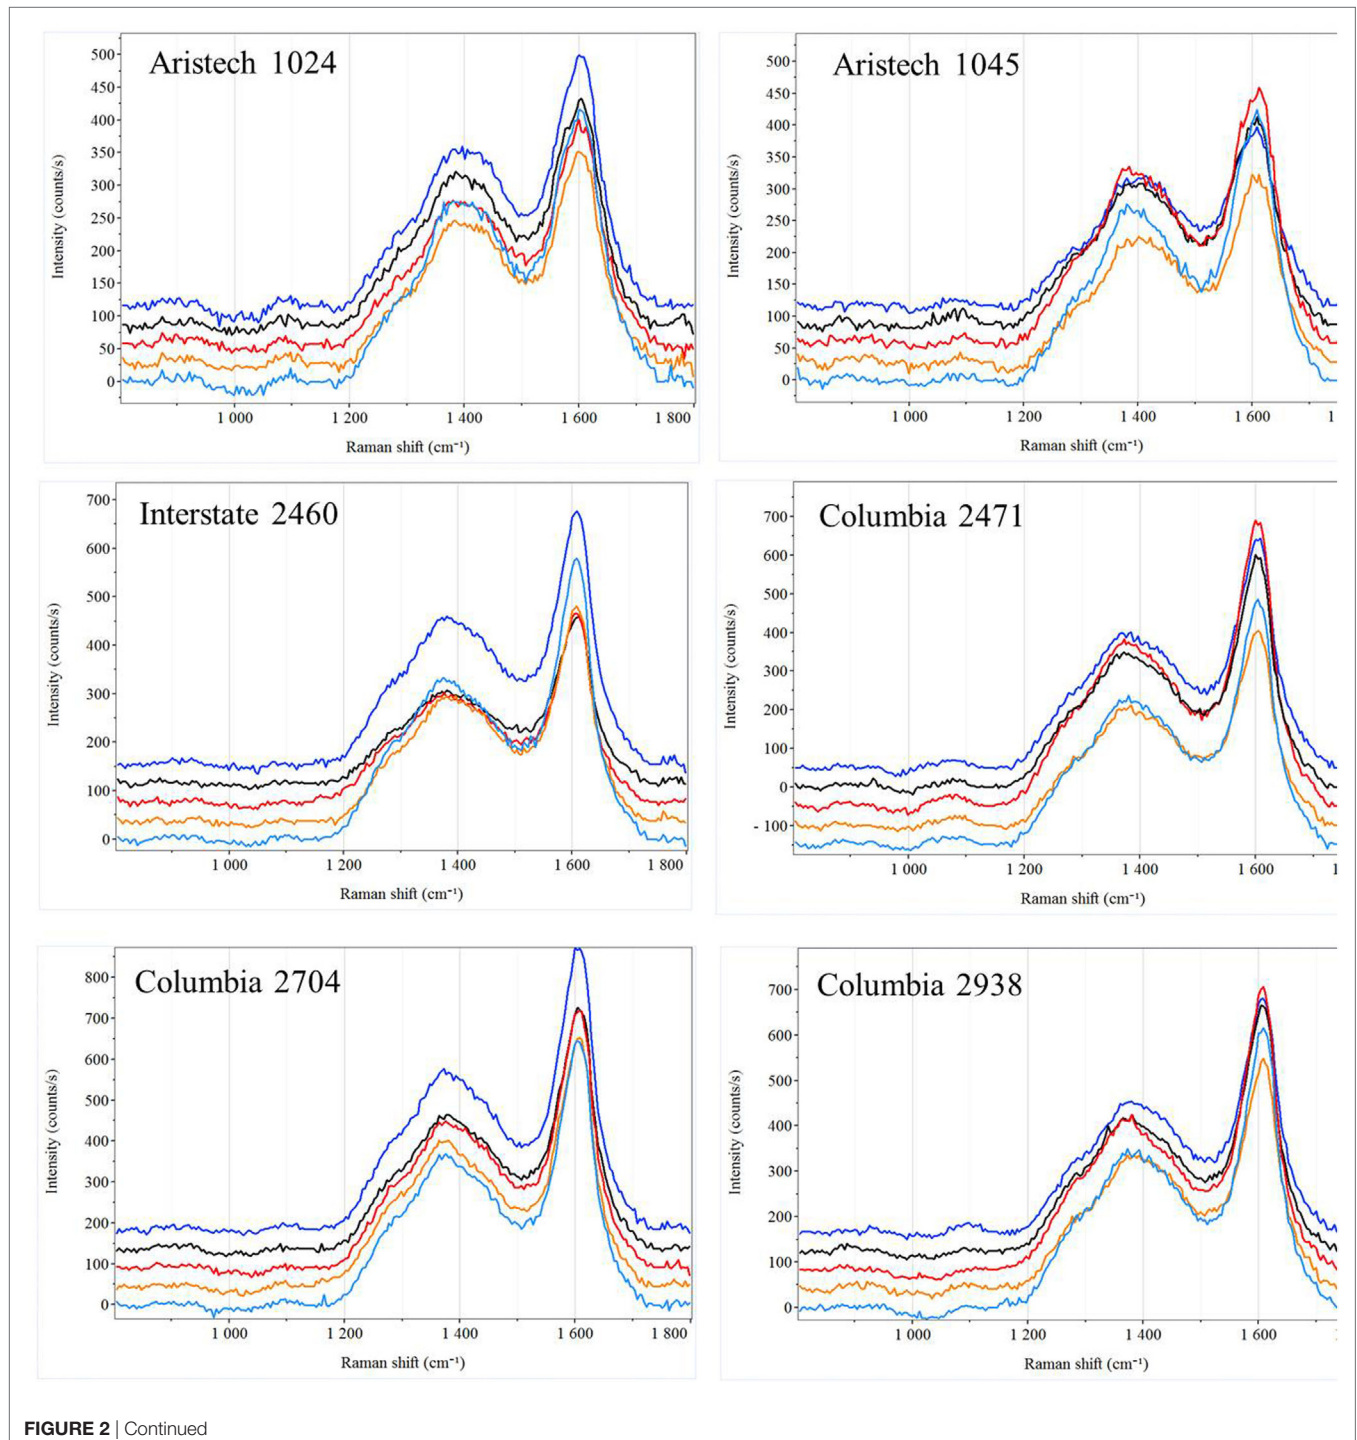 Aristech 1024
Intensity (counts/s)
500
450
400
350
300
250
200
150
100
50
0
1 000 1 200 1 400 1 600 1 800
Raman shift (cm⁻¹)
Aristech 1045
Intensity (counts/s)
500
450
400
350
300
250
200
150
100
50
0
1 000 1 200 1 400 1 600 1
Raman shift (cm⁻¹)
Interstate 2460
Intensity (counts/s)
700
600
500
400
300
200
100
0
1 000 1 200 1 400 1 600 1 800
Raman shift (cm⁻¹)
Columbia 2471
Intensity (counts/s)
700
600
500
400
300
200
100
0
- 100
1 000 1 200 1 400 1 600 1
Raman shift (cm⁻¹)
Columbia 2704
Intensity (counts/s)
800
700
600
500
400
300
200
100
0
1 000 1 200 1 400 1 600 1 800
Raman shift (cm⁻¹)
Columbia 2938
Intensity (counts/s)
700
600
500
400
300
200
100
0
1 000 1 200 1 400 1 600
Raman shift (cm⁻¹)
FIGURE 2 | Continued